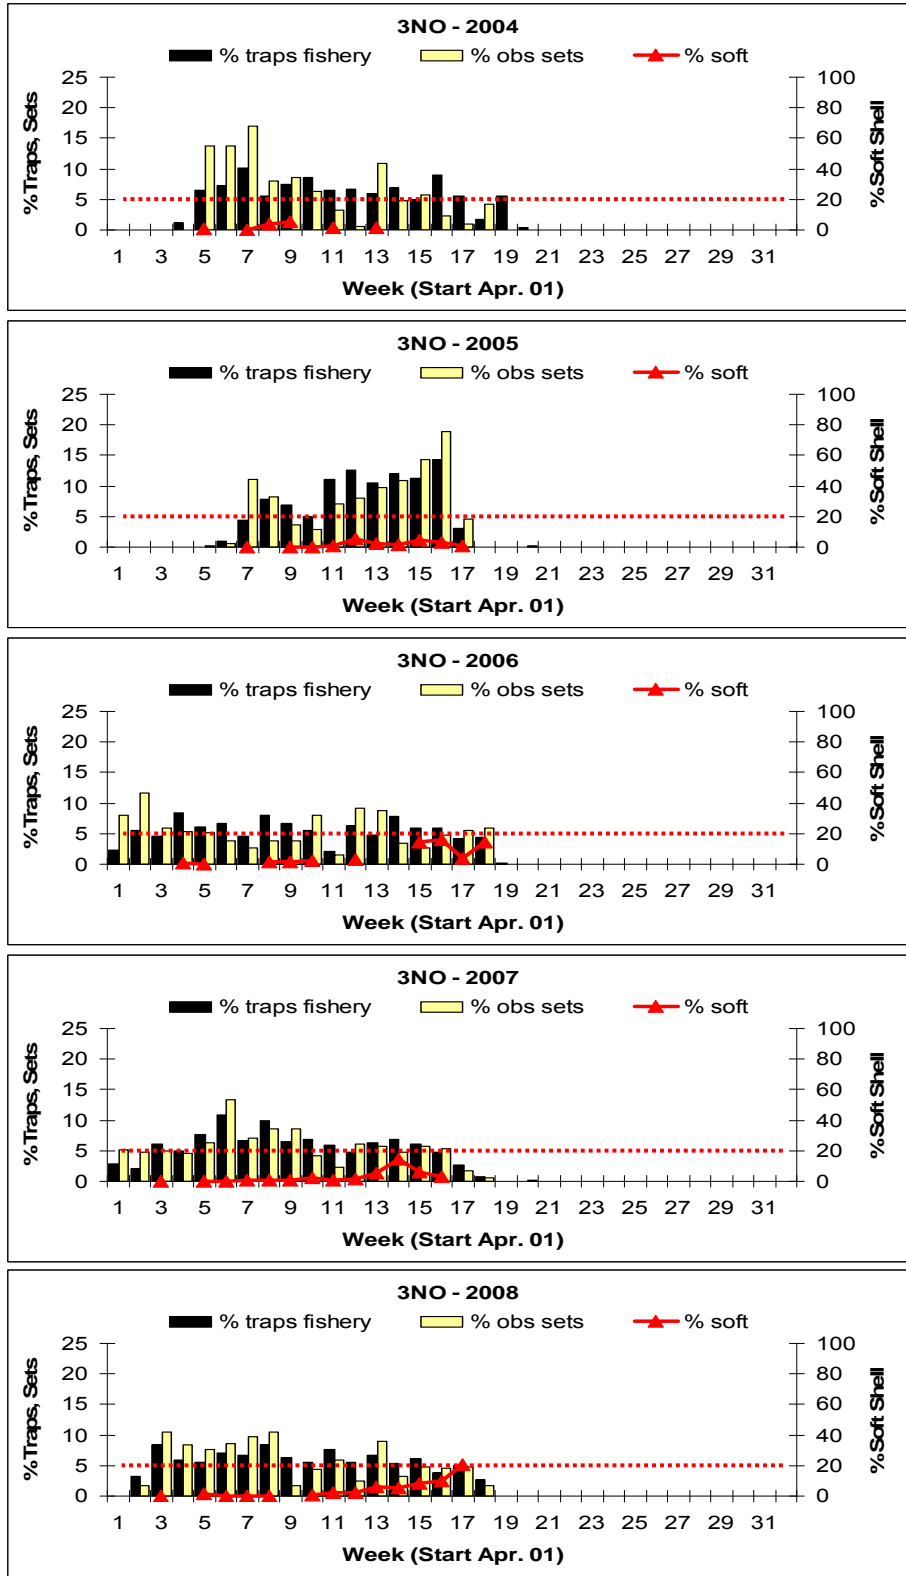 3NO - 2004
% traps fishery % obs sets % soft
25 100
20 80
15 60
10 40
5 20
0 0
%Traps, Sets
%Soft Shell
1 3 5 7 9 11 13 15 17 19 21 23 25 27 29 31
Week (Start Apr. 01)
3NO - 2005
% traps fishery % obs sets % soft
25 100
20 80
15 60
10 40
5 20
0 0
%Traps, Sets
%Soft Shell
1 3 5 7 9 11 13 15 17 19 21 23 25 27 29 31
Week (Start Apr. 01)
3NO - 2006
% traps fishery % obs sets % soft
25 100
20 80
15 60
10 40
5 20
0 0
%Traps, Sets
%Soft Shell
1 3 5 7 9 11 13 15 17 19 21 23 25 27 29 31
Week (Start Apr. 01)
3NO - 2007
% traps fishery % obs sets % soft
25 100
20 80
15 60
10 40
5 20
0 0
%Traps, Sets
%Soft Shell
1 3 5 7 9 11 13 15 17 19 21 23 25 27 29 31
Week (Start Apr. 01)
3NO - 2008
% traps fishery % obs sets % soft
25 100
20 80
15 60
10 40
5 20
0 0
%Traps, Sets
%Soft Shell
1 3 5 7 9 11 13 15 17 19 21 23 25 27 29 31
Week (Start Apr. 01)